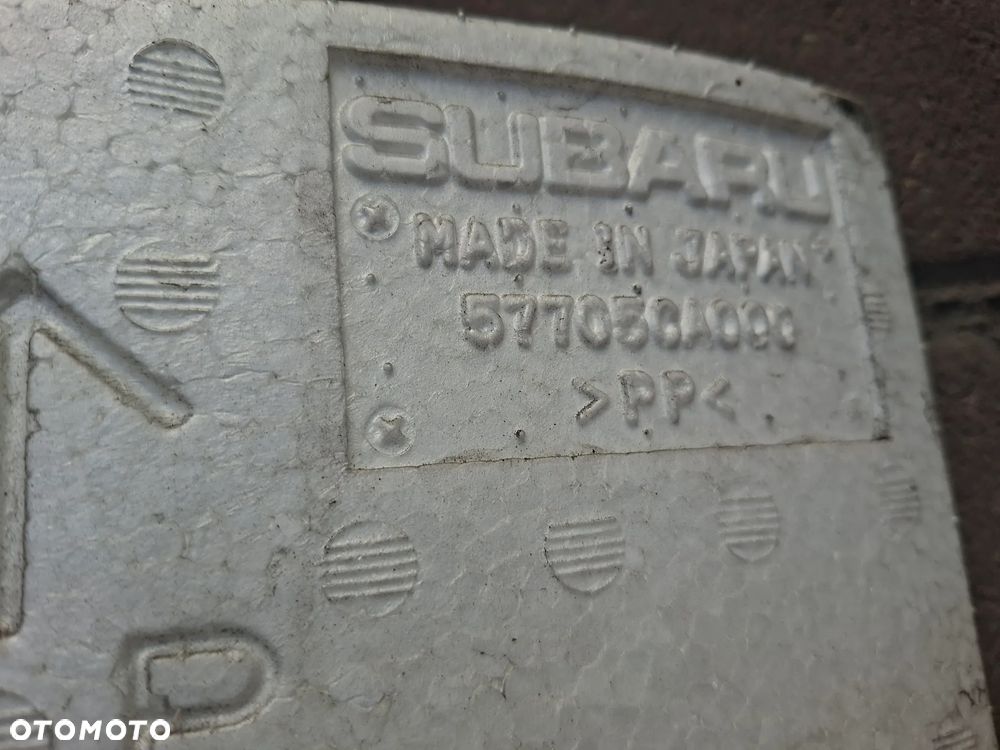 SUBARU
MADE IN JAPAN
57705CA000
>PP<
D
OTOMOTO